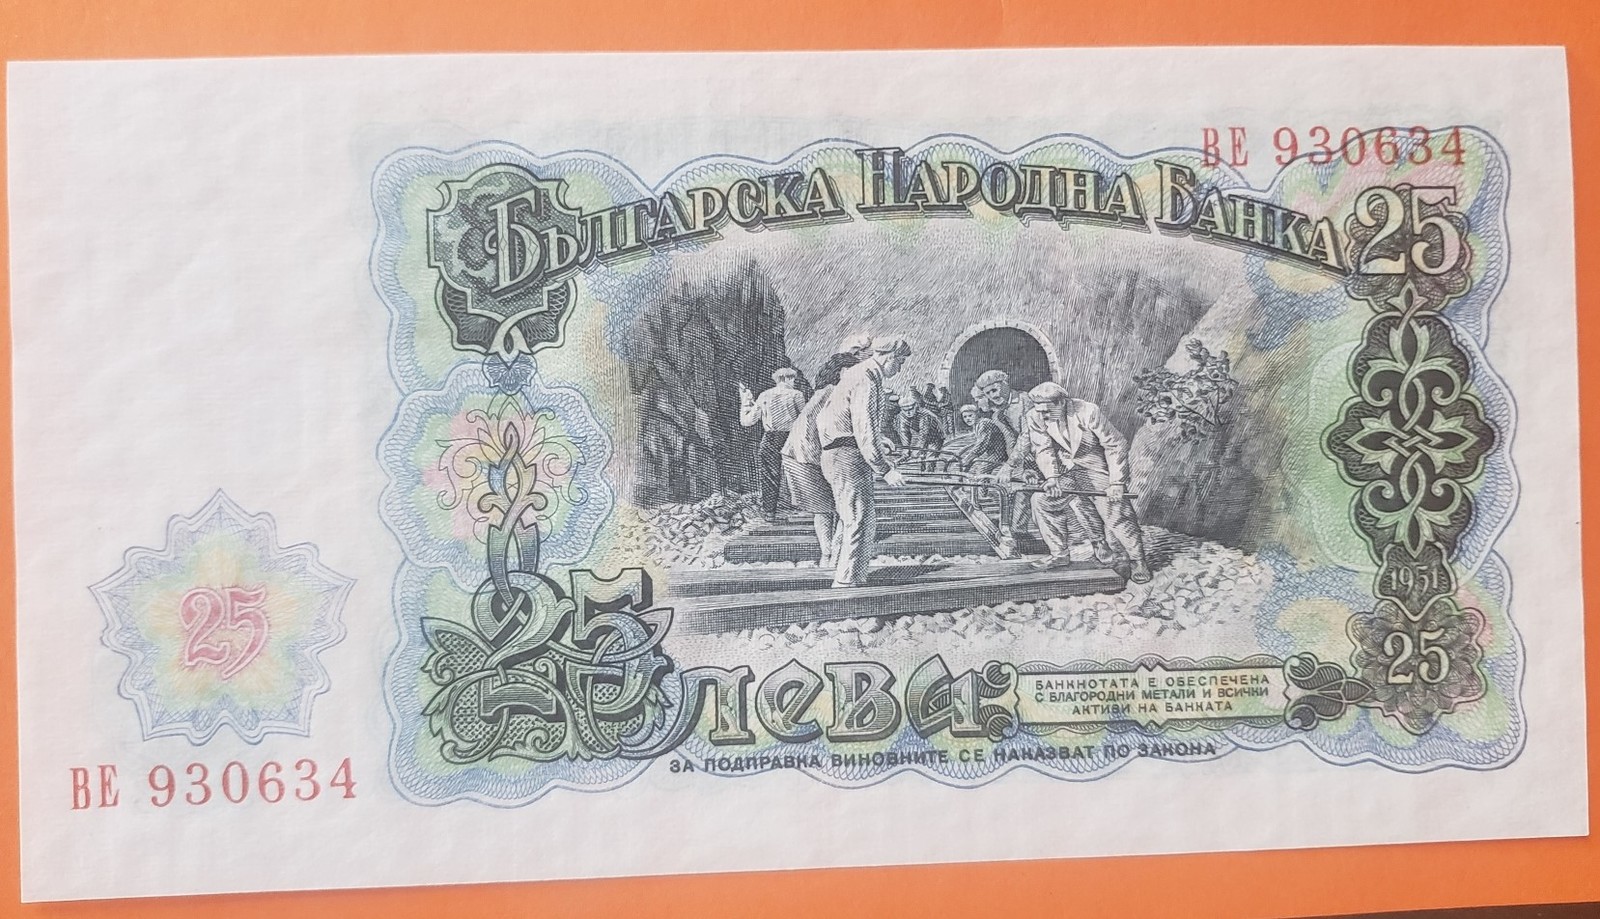 ВЕ 930634
Българска Народна Банка
25
25
1951
25
25 лева
БАНКНОТАТА Е ОБЕСПЕЧЕНА
С БЛАГОРОДНИ МЕТАЛИ И ВСИЧКИ
АКТИВИ НА БАНКАТА
ЗА ПОДПРАВКА ВИНОВНИТЕ СЕ НАКАЗВАТ ПО ЗАКОНА
ВЕ 930634